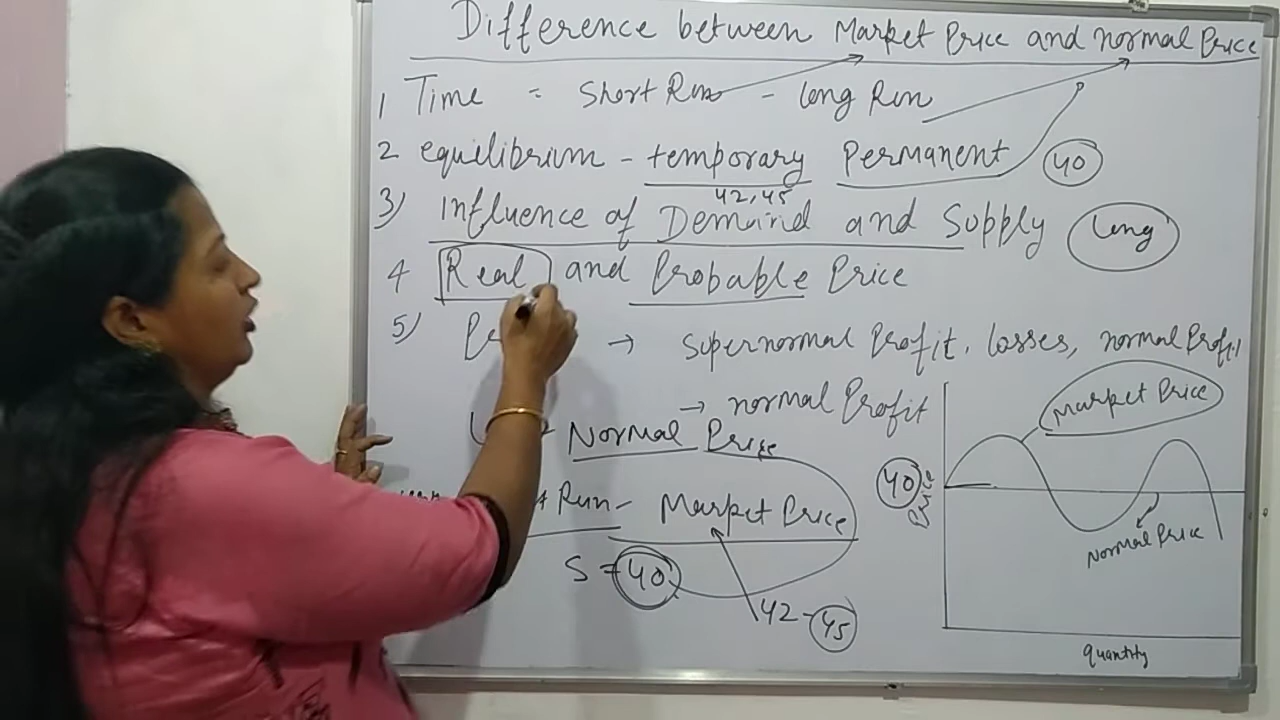 Difference between Market Price and normal Price
1 Time = Short Run - long Run
2 equilibrium - temporary Permanent 40
42, 45
3) Influence of Demand and Supply long
4 Real and Probable Price
5) → supernormal Profit, losses, normal Profit
→ normal Profit
Market Price
Normal Price
40 Price
Run - Market Price
Normal Price
S = 40
42 - 45
quantity